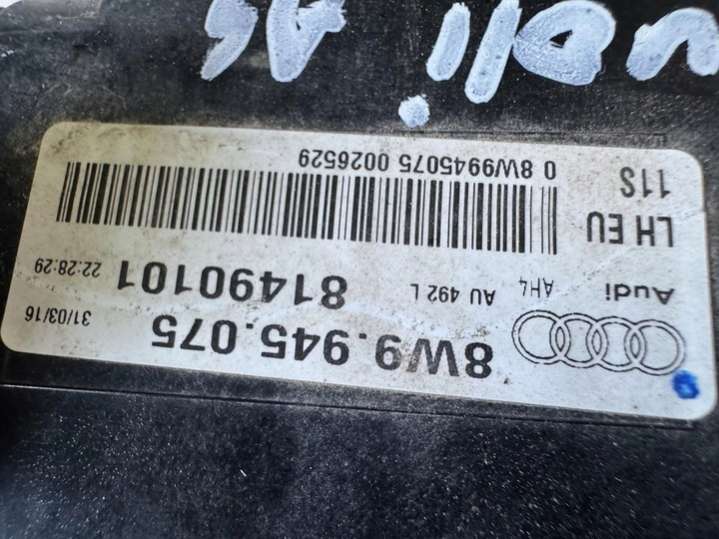 8W9.945.075 31/03/16
Audi AH4 AU 492 L 81490101 22:28:29
LH EU
11S
0 8W9945075 0026529